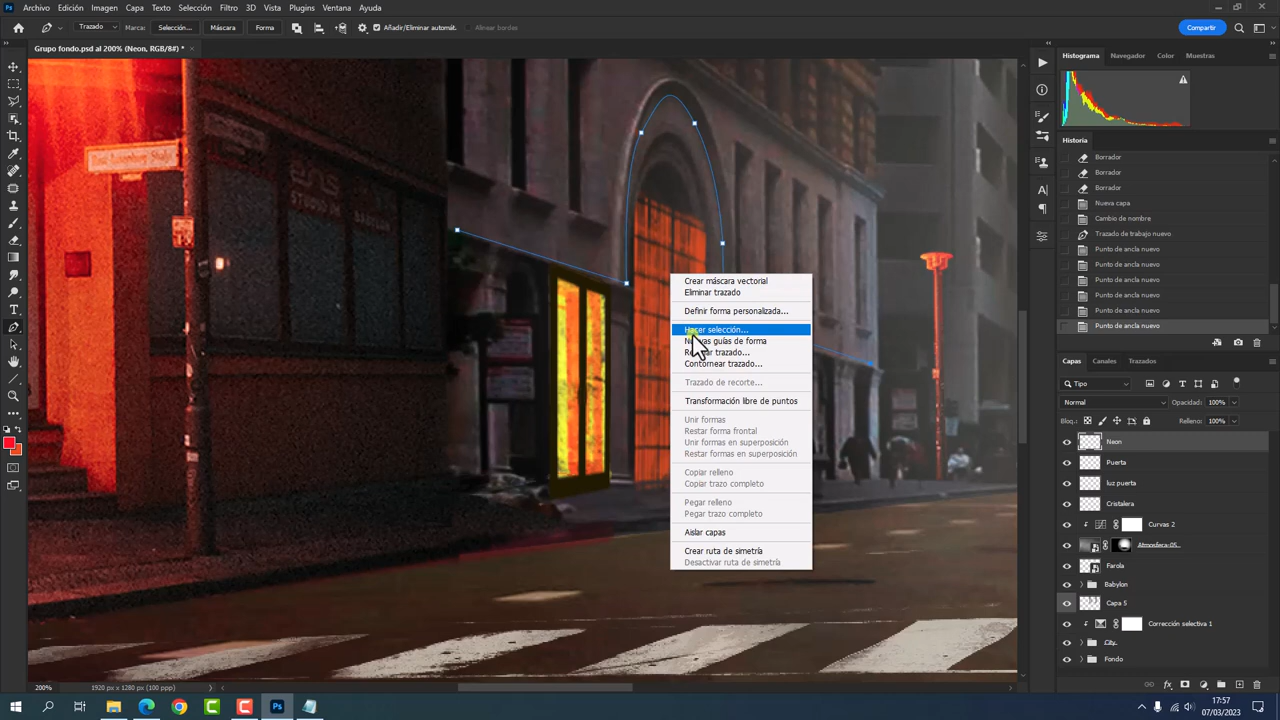 Ps Archivo Edición Imagen Capa Texto Selección Filtro 3D Vista Plugins Ventana Ayuda
Trazado Marca: Selección... Máscara Forma Añadir/Eliminar automát. Alinear bordes Compartir
Grupo fondo.psd al 200% (Neon, RGB/8#) * ×
Histograma Navegador Color Muestras
Historia
Borrador
Borrador
Borrador
Nueva capa
Cambio de nombre
Trazado de trabajo nuevo
Punto de ancla nuevo
Punto de ancla nuevo
Punto de ancla nuevo
Punto de ancla nuevo
Punto de ancla nuevo
Punto de ancla nuevo
Crear máscara vectorial
Eliminar trazado
Definir forma personalizada...
Hacer selección...
guías de forma
trazado...
Contornear trazado...
Trazado de recorte...
Transformación libre de puntos
Unir formas
Restar forma frontal
Unir formas en superposición
Restar formas en superposición
Copiar relleno
Copiar trazo completo
Pegar relleno
Pegar trazo completo
Aislar capas
Crear ruta de simetría
Desactivar ruta de simetría
Capas Canales Trazados
Tipo
Normal Opacidad: 100%
Bloq.: Relleno: 100%
Neon
Puerta
luz puerta
Cristalera
Curvas 2
Atmosfera-05
Farola
Babylon
Capa 5
Corrección selectiva 1
City
Fondo
200% 1920 px x 1280 px (100 ppp)
17:57
07/03/2023